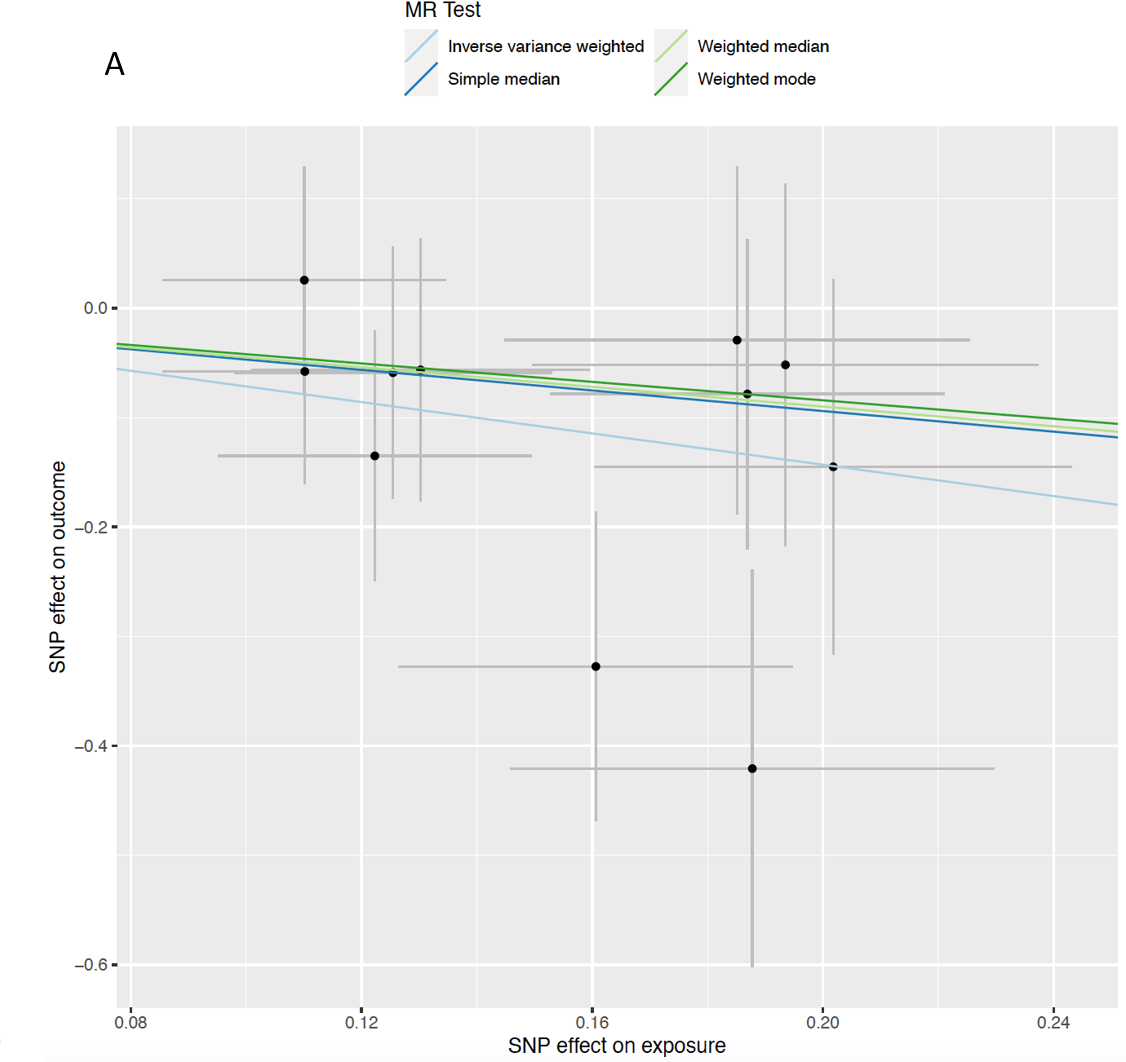 A
MR Test
Inverse variance weighted
Weighted median
Simple median
Weighted mode
SNP effect on outcome
0.0
−0.2
−0.4
−0.6
0.08
0.12
0.16
0.20
0.24
SNP effect on exposure